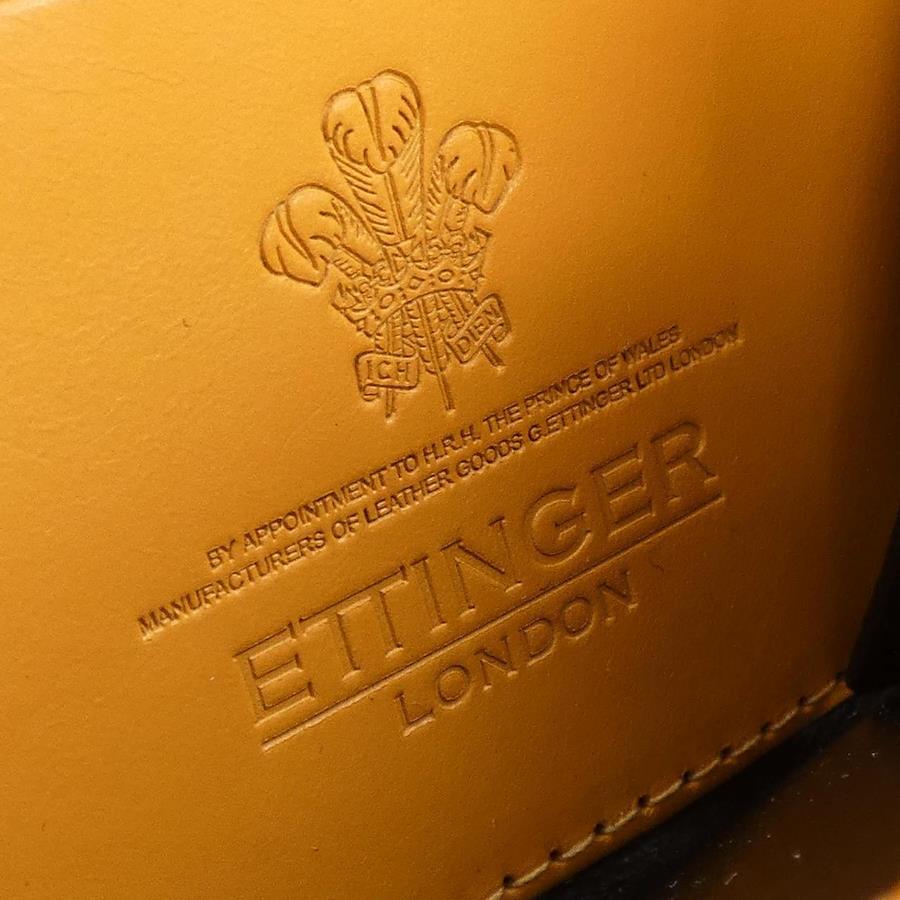 ICH DIEN
BY APPOINTMENT TO H.R.H. THE PRINCE OF WALES
MANUFACTURERS OF LEATHER GOODS G.ETTINGER LTD LONDON
ETTINGER
LONDON